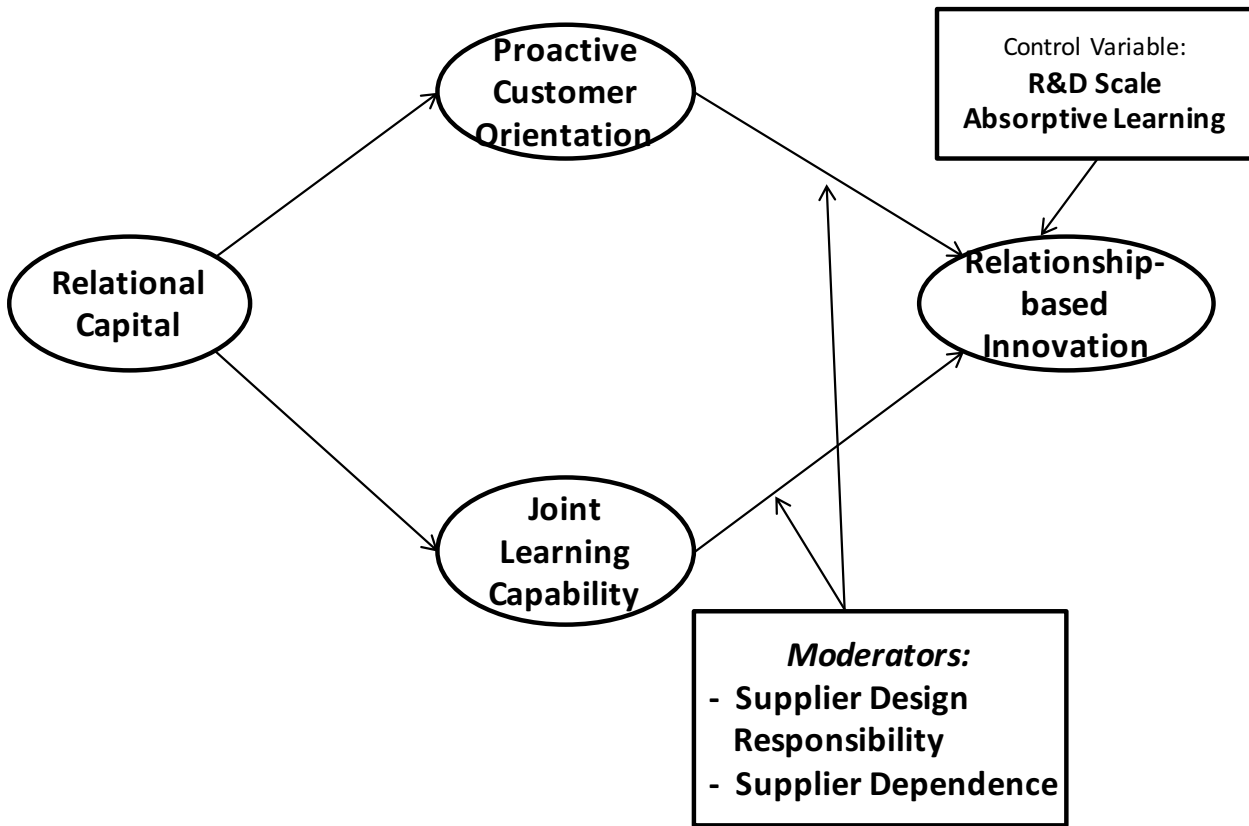 Proactive
Customer
Orientation
Control Variable:
R&D Scale
Absorptive Learning
Relational
Capital
Relationship-
based
Innovation
Joint
Learning
Capability
Moderators:
- Supplier Design
Responsibility
- Supplier Dependence